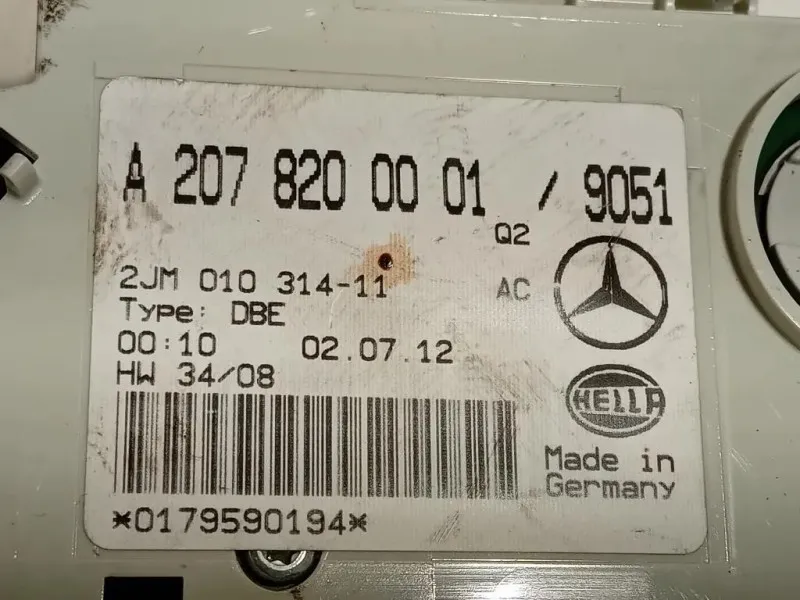 A 207 820 00 01 / 9051
Q2
2JM 010 314-11 AC
Type: DBE
00:10 02.07.12
HW 34/08
HELLA
Made in
Germany
*0179590194*